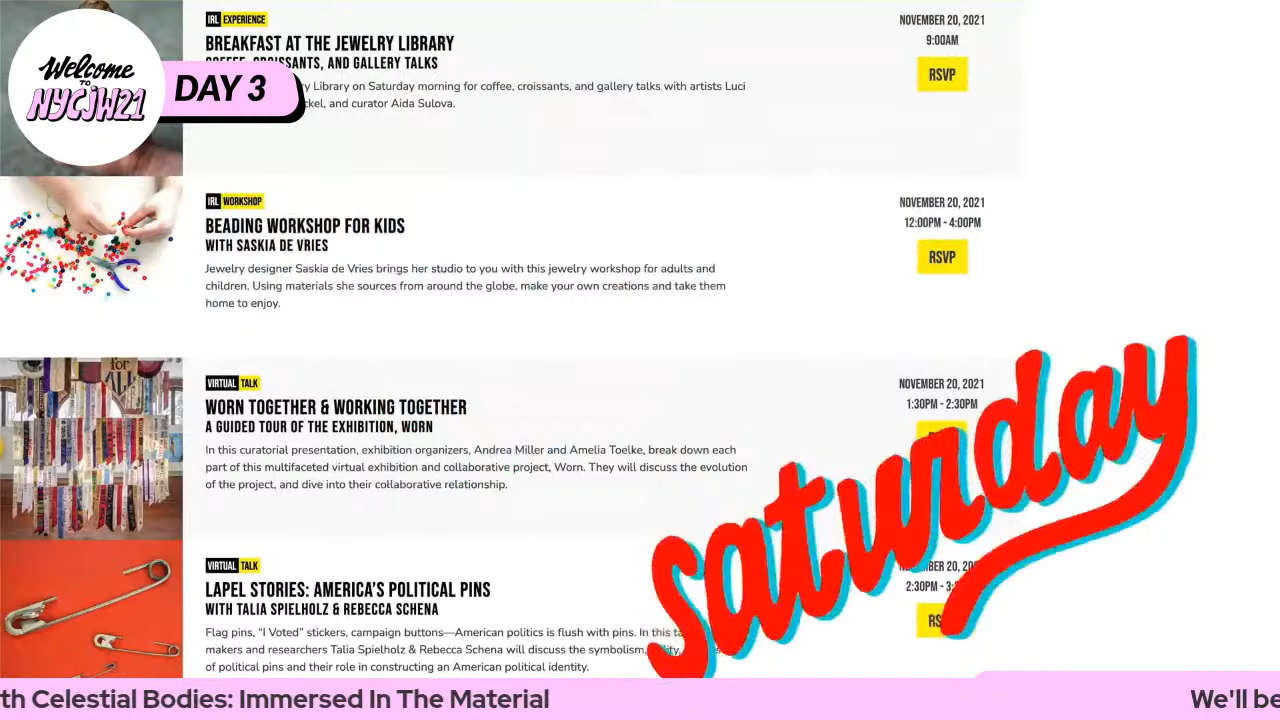 IRL EXPERIENCE
BREAKFAST AT THE JEWELRY LIBRARY
COFFEE, CROISSANTS, AND GALLERY TALKS
Library on Saturday morning for coffee, croissants, and gallery talks with artists Luci
and curator Aida Sulova.
NOVEMBER 20, 2021
9:00AM
RSVP
Welcome
TO
NYCJW21
DAY 3
IRL WORKSHOP
BEADING WORKSHOP FOR KIDS
WITH SASKIA DE VRIES
Jewelry designer Saskia de Vries brings her studio to you with this jewelry workshop for adults and
children. Using materials she sources from around the globe, make your own creations and take them
home to enjoy.
NOVEMBER 20, 2021
12:00PM - 4:00PM
RSVP
for
ALL
VIRTUAL TALK
WORN TOGETHER & WORKING TOGETHER
A GUIDED TOUR OF THE EXHIBITION, WORN
In this curatorial presentation, exhibition organizers, Andrea Miller and Amelia Toelke, break down each
part of this multifaceted virtual exhibition and collaborative project, Worn. They will discuss the evolution
of the project, and dive into their collaborative relationship.
NOVEMBER 20, 2021
1:30PM - 2:30PM
saturday
VIRTUAL TALK
LAPEL STORIES: AMERICA'S POLITICAL PINS
WITH TALIA SPIELHOLZ & REBECCA SCHENA
Flag pins, “I Voted” stickers, campaign buttons—American politics is flush with pins. In this
makers and researchers Talia Spielholz & Rebecca Schena will discuss the symbolism,
of political pins and their role in constructing an American political identity.
20,
2:30PM -
th Celestial Bodies: Immersed In The Material
We'll be